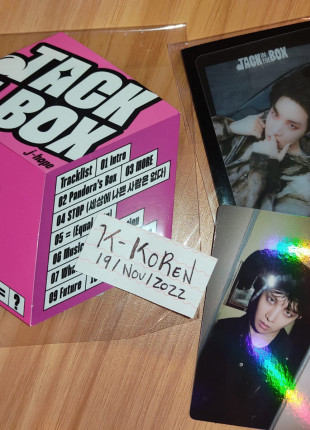 JACK
BOX
j-hope
Tracklist 01 Intro
02 Pandora's Box 03 MORE
04 STOP (세상에 나쁜 사람은 없다)
05 = (Equal
06 Music
07 Wh
09 Future
= ?
K-KOREN
19/NOV/2022
JACK IN THE BOX